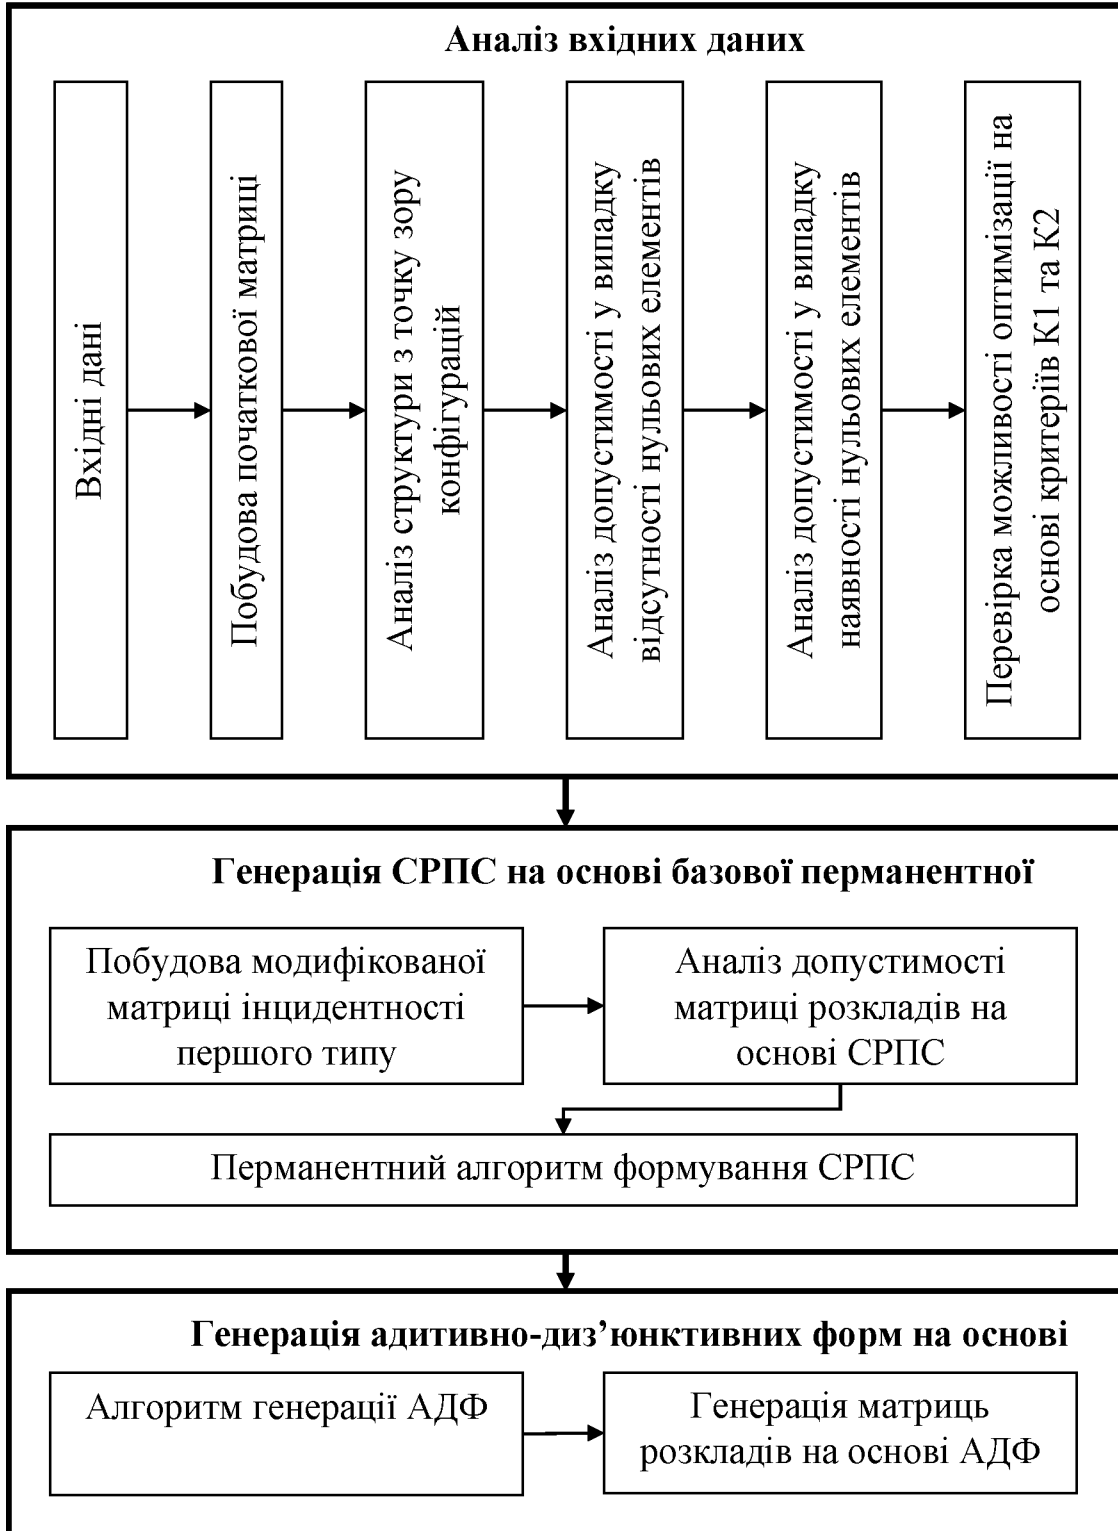 Аналіз вхідних даних
Вхідні дані
Побудова початкової матриці
Аналіз структури з точку зору
конфігурацій
Аналіз допустимості у випадку
відсутності нульових елементів
Аналіз допустимості у випадку
наявності нульових елементів
Перевірка можливості оптимізації на
основі критеріїв К1 та К2
Генерація СРПС на основі базової перманентної
Побудова модифікованої
матриці інцидентності
першого типу
Аналіз допустимості
матриці розкладів на
основі СРПС
Перманентний алгоритм формування СРПС
Генерація адитивно-диз’юнктивних форм на основі
Алгоритм генерації АДФ
Генерація матриць
розкладів на основі АДФ